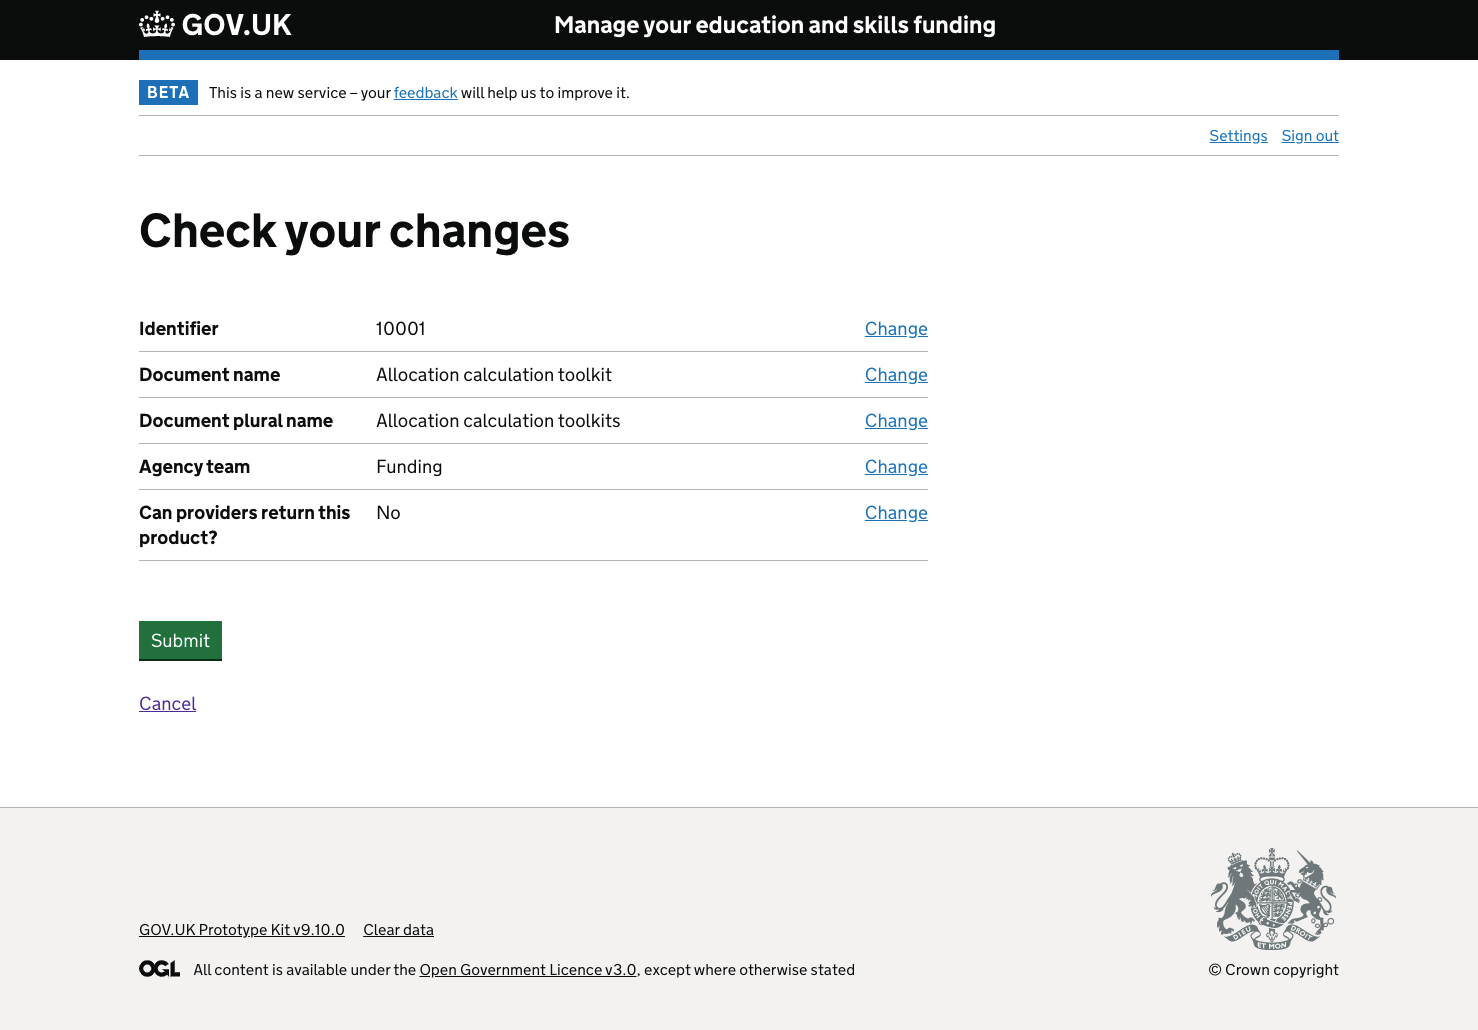 GOV.UK Manage your education and skills funding
BETA This is a new service – your feedback will help us to improve it.
Settings Sign out
Check your changes
Identifier 10001 Change
Document name Allocation calculation toolkit Change
Document plural name Allocation calculation toolkits Change
Agency team Funding Change
Can providers return this No Change
product?
Submit
Cancel
GOV.UK Prototype Kit v9.10.0 Clear data
OGL All content is available under the Open Government Licence v3.0, except where otherwise stated
© Crown copyright